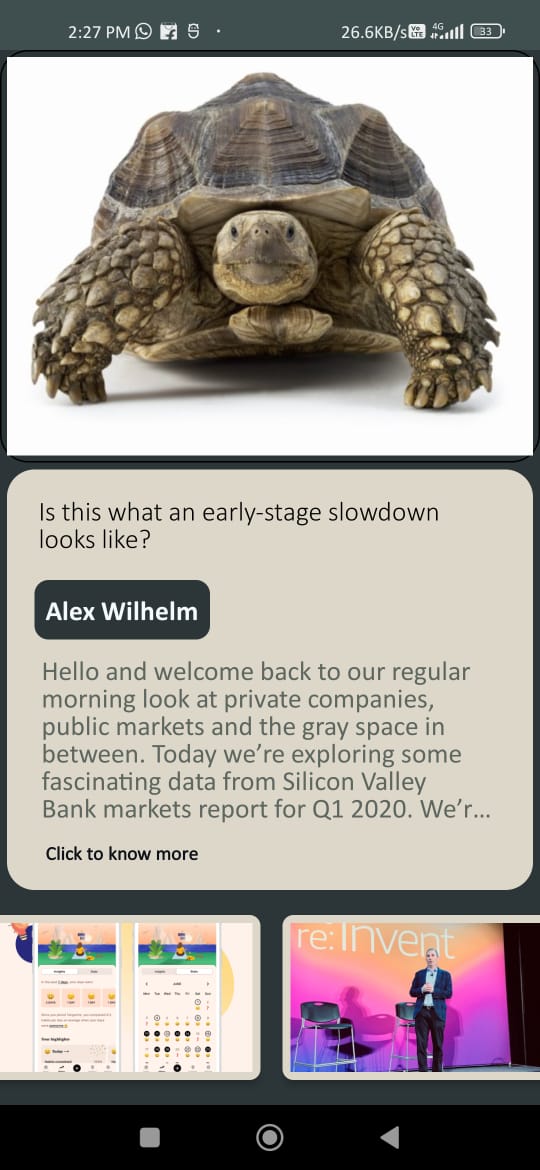 2:27 PM
26.6KB/s
Vo
LTE
4G
33
Is this what an early-stage slowdown
looks like?
Alex Wilhelm
Hello and welcome back to our regular
morning look at private companies,
public markets and the gray space in
between. Today we’re exploring some
fascinating data from Silicon Valley
Bank markets report for Q1 2020. We’r...
Click to know more
re:Invent